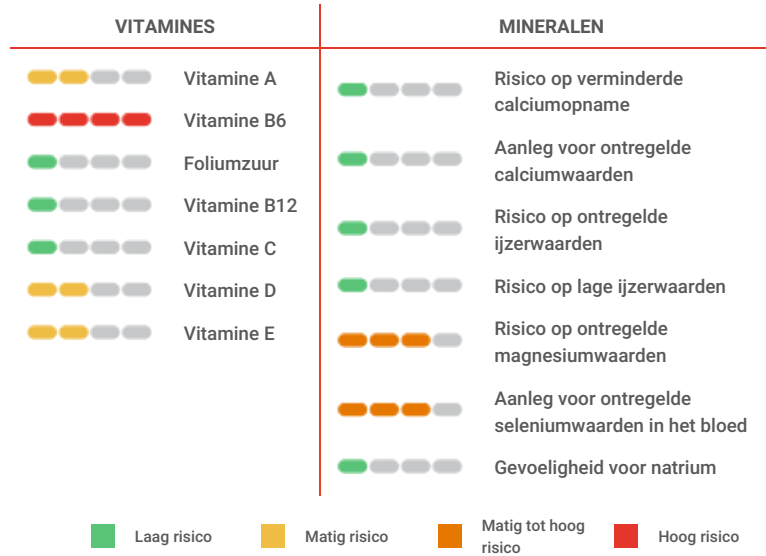 VITAMINES
Vitamine A
Vitamine B6
Foliumzuur
Vitamine B12
Vitamine C
Vitamine D
Vitamine E
MINERALEN
Risico op verminderde
calciumopname
Aanleg voor ontregelde
calciumwaarden
Risico op ontregelde
ijzerwaarden
Risico op lage ijzerwaarden
Risico op ontregelde
magnesiumwaarden
Aanleg voor ontregelde
seleniumwaarden in het bloed
Gevoeligheid voor natrium
Laag risico
Matig risico
Matig tot hoog
risico
Hoog risico